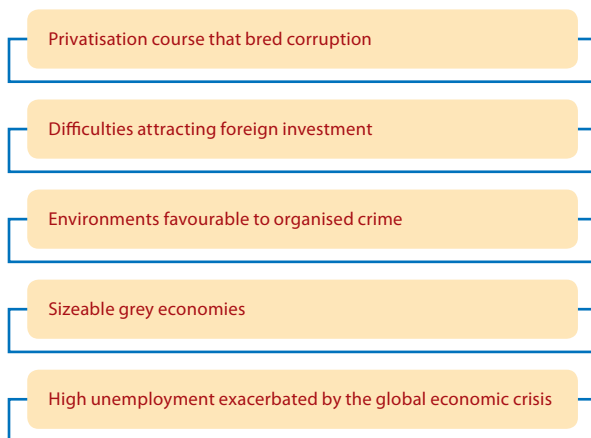 Privatisation course that bred corruption
Difficulties attracting foreign investment
Environments favourable to organised crime
Sizeable grey economies
High unemployment exacerbated by the global economic crisis